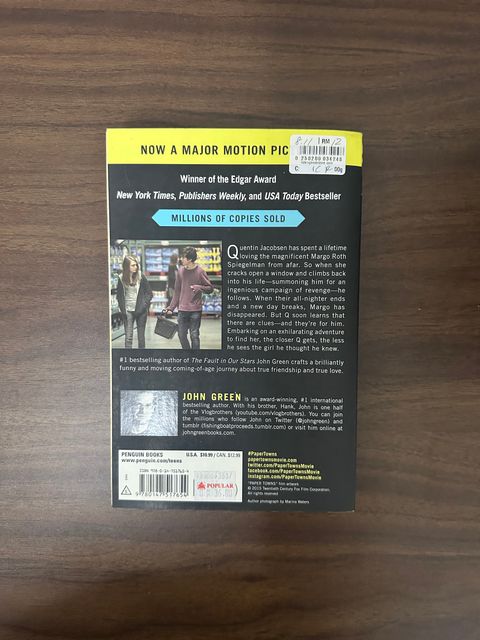 NOW A MAJOR MOTION PIC
8.11 RM 12
Winner of the Edgar Award
New York Times, Publishers Weekly, and USA Today Bestseller
MILLIONS OF COPIES SOLD
Quentin Jacobsen has spent a lifetime
loving the magnificent Margo Roth
Spiegelman from afar. So when she
cracks open a window and climbs back
into his life—summoning him for an
ingenious campaign of revenge—he
follows. When their all-nighter ends
and a new day breaks, Margo has
disappeared. But Q soon learns that
there are clues—and they're for him.
Embarking on an exhilarating adventure
to find her, the closer Q gets, the less
he sees the girl he thought he knew.
#1 bestselling author of The Fault in Our Stars John Green crafts a brilliantly
funny and moving coming-of-age journey about true friendship and true love.
JOHN GREEN is an award-winning, #1 international
bestselling author. With his brother, Hank, John is one half
of the Vlogbrothers (youtube.com/vlogbrothers). You can join
the millions who follow John on Twitter (@johngreen) and
tumblr (fishingboatproceeds.tumblr.com) or visit him online at
johngreenbooks.com.
PENGUIN BOOKS
www.penguin.com/teens
U.S.A. $10.99 / CAN. $12.99
9780147517654
POPULAR
#PaperTowns
papertownsmovie.com
twitter.com/PaperTownsMovie
facebook.com/PaperTownsMovie
instagram.com/PaperTownsMovie
"PAPER TOWNS" film artwork
© 2015 Twentieth Century Fox Film Corporation.
All rights reserved
Author photograph by Marina Waters